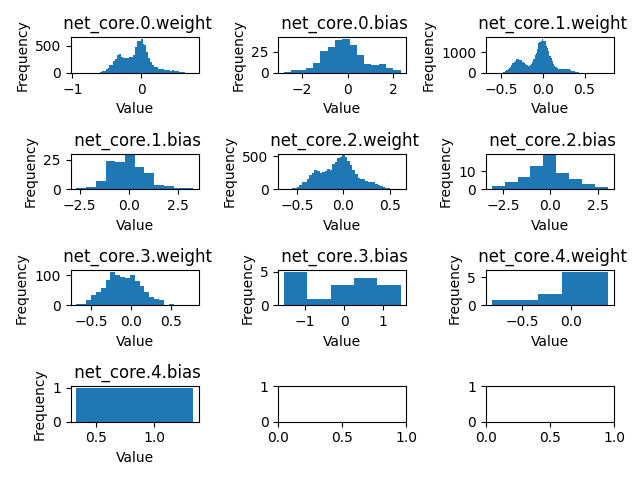 net_core.0.weight
Frequency
500
0
−1
0
Value
net_core.0.bias
Frequency
25
0
−2
0
2
Value
net_core.1.weight
Frequency
1000
0
−0.5
0.0
0.5
Value
net_core.1.bias
Frequency
25
0
−2.5
0.0
2.5
Value
net_core.2.weight
Frequency
500
0
−0.5
0.0
0.5
Value
net_core.2.bias
Frequency
10
0
−2.5
0.0
2.5
Value
net_core.3.weight
Frequency
100
0
−0.5
0.0
0.5
Value
net_core.3.bias
Frequency
5
0
−1
0
1
Value
net_core.4.weight
Frequency
5
0
−0.5
0.0
Value
net_core.4.bias
Frequency
1
0
0.5
1.0
Value
1
0
0.0
0.5
1.0
1
0
0.0
0.5
1.0